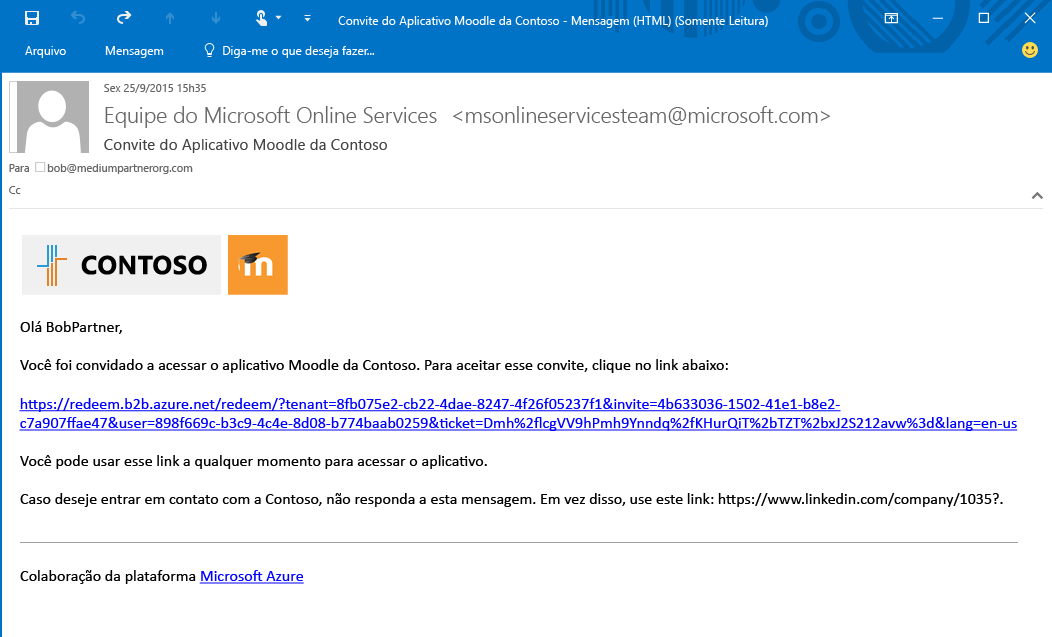 Convite do Aplicativo Moodle da Contoso - Mensagem (HTML) (Somente Leitura)
Arquivo Mensagem Diga-me o que deseja fazer...
Sex 25/9/2015 15h35
Equipe do Microsoft Online Services <msonlineservicesteam@microsoft.com>
Convite do Aplicativo Moodle da Contoso
Para bob@mediumpartnerorg.com
Cc
CONTOSO m
Olá BobPartner,
Você foi convidado a acessar o aplicativo Moodle da Contoso. Para aceitar esse convite, clique no link abaixo:
https://redeem.b2b.azure.net/redeem/?tenant=8fb075e2-cb22-4dae-8247-4f26f05237f1&invite=4b633036-1502-41e1-b8e2-
c7a907ffae47&user=898f669c-b3c9-4c4e-8d08-b774baab0259&ticket=Dmh%2flcgVV9hPmh9Ynndq%2fKHurQiT%2bTZT%2bxJ2S212avw%3d&lang=en-us
Você pode usar esse link a qualquer momento para acessar o aplicativo.
Caso deseje entrar em contato com a Contoso, não responda a esta mensagem. Em vez disso, use este link: https://www.linkedin.com/company/1035?.
Colaboração da plataforma Microsoft Azure